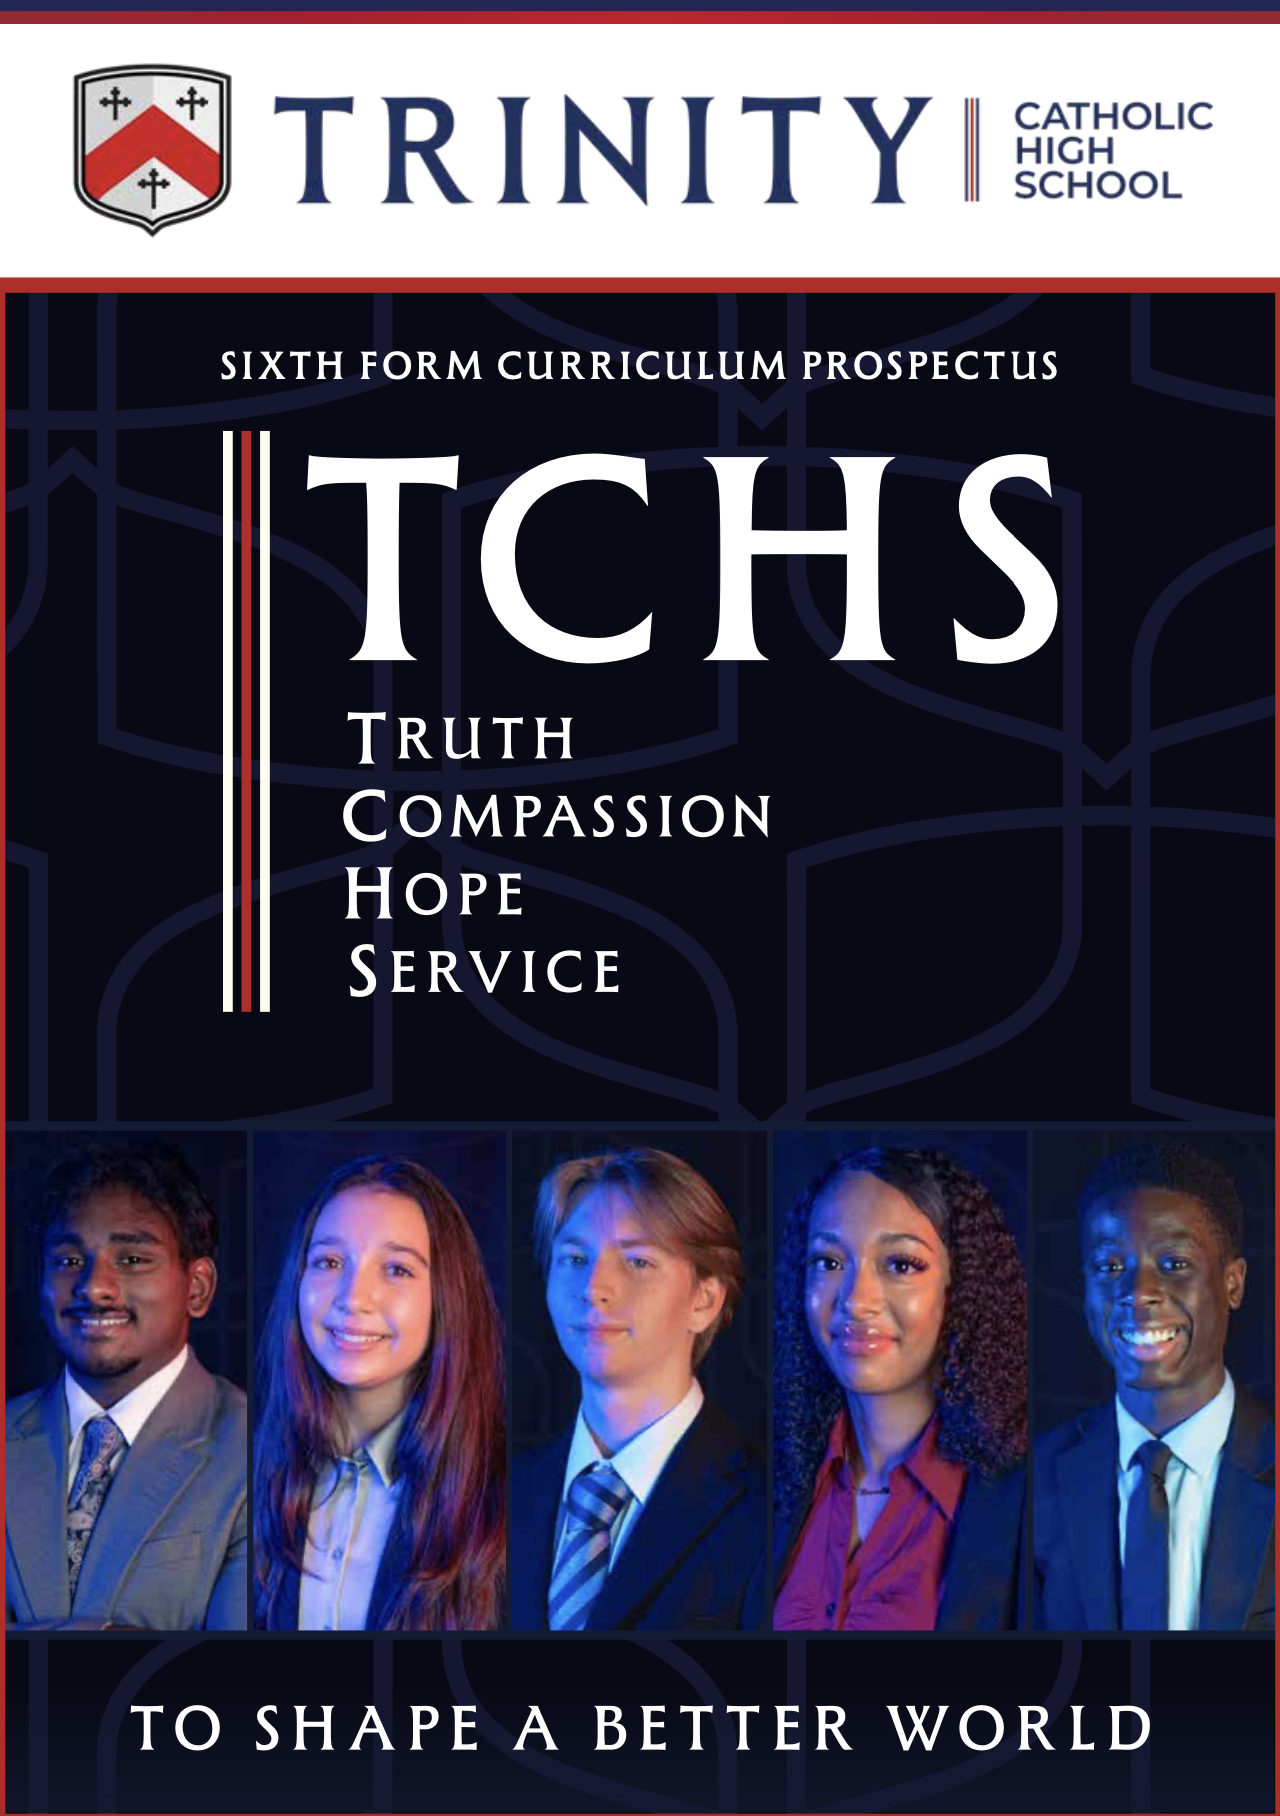 TRINITY
CATHOLIC
HIGH
SCHOOL
SIXTH FORM CURRICULUM PROSPECTUS
TCHS
TRUTH
COMPASSION
HOPE
SERVICE
TO SHAPE A BETTER WORLD